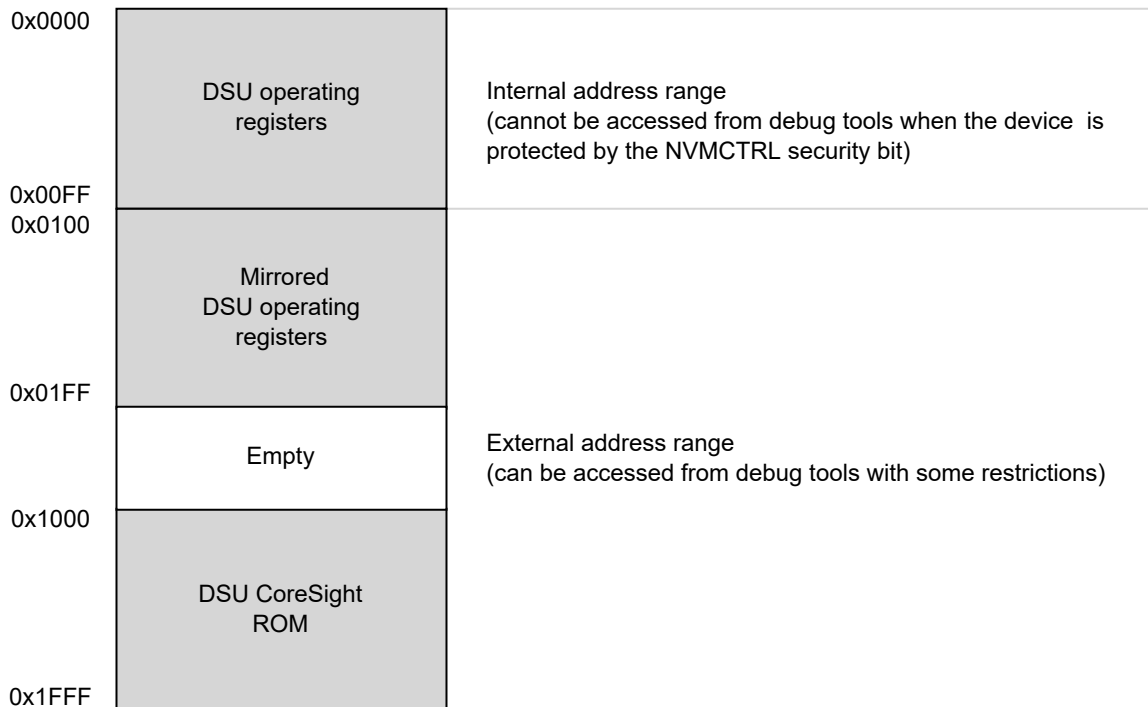 0x0000
DSU operating
registers
Internal address range
(cannot be accessed from debug tools when the device is
protected by the NVMCTRL security bit)
0x00FF
0x0100
Mirrored
DSU operating
registers
0x01FF
Empty
External address range
(can be accessed from debug tools with some restrictions)
0x1000
DSU CoreSight
ROM
0x1FFF